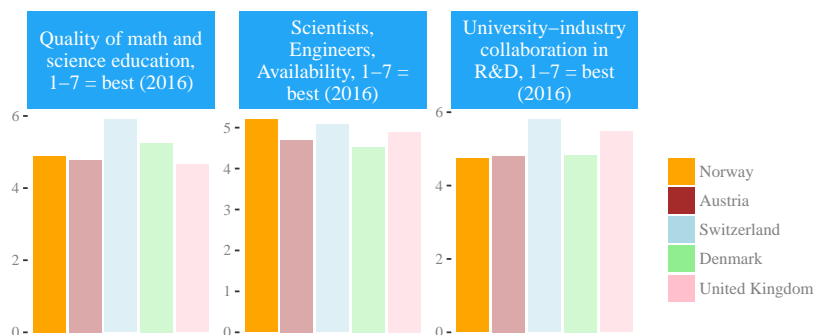 Quality of math and
science education,
1–7 = best (2016)
Scientists,
Engineers,
Availability, 1–7 =
best (2016)
University–industry
collaboration in
R&D, 1–7 = best
(2016)
6
4
2
0
5
4
3
2
1
0
6
4
2
0
Norway
Austria
Switzerland
Denmark
United Kingdom